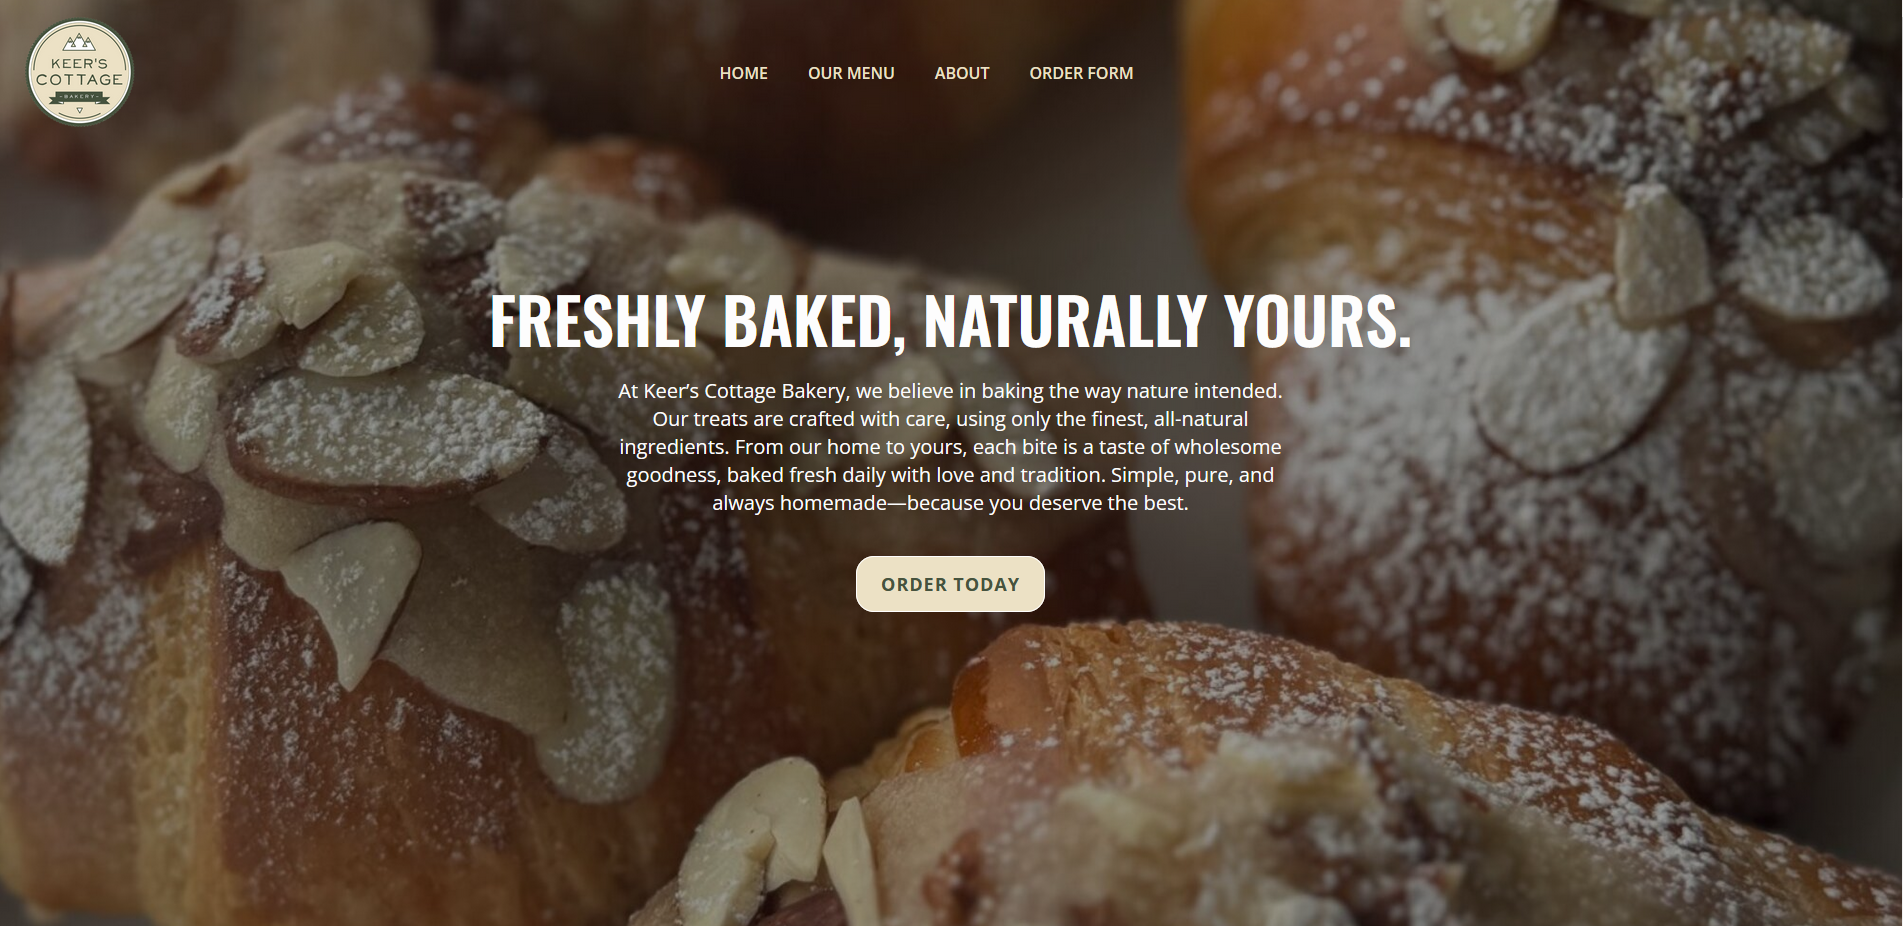 KEER'S
COTTAGE
BAKERY
HOME OUR MENU ABOUT ORDER FORM
FRESHLY BAKED, NATURALLY YOURS.
At Keer’s Cottage Bakery, we believe in baking the way nature intended.
Our treats are crafted with care, using only the finest, all-natural
ingredients. From our home to yours, each bite is a taste of wholesome
goodness, baked fresh daily with love and tradition. Simple, pure, and
always homemade—because you deserve the best.
ORDER TODAY